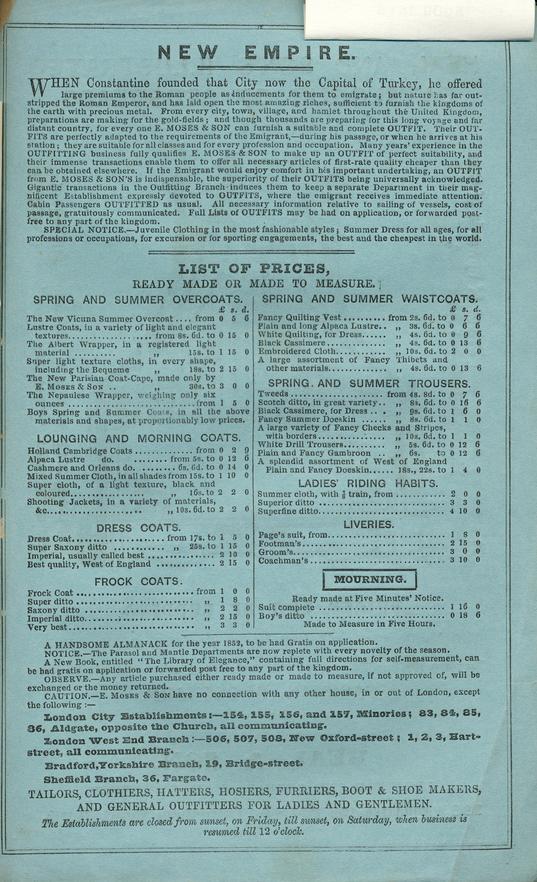 NEW EMPIRE.
WHEN Constantine founded that City now the Capital of Turkey, he offered
large premiums to the Roman people as inducements for them to emigrate; but nature has far out-
stripped the Roman Emperor, and has laid open the most amazing riches, sufficient to furnish the kingdoms of
the earth with precious metal. From every city, town, village, and hamlet throughout the United Kingdom,
preparations are making for the gold-fields; and though thousands are preparing for this long voyage and far
distant country, for every one E. MOSES & SON can furnish a suitable and complete OUTFIT. Their OUT-
FITS are perfectly adapted to the requirements of the Emigrant,—during his passage, or when he arrives at his
station; they are suitable for all classes and for every profession and occupation. Many years' experience in the
OUTFITTING business fully qualifies E. MOSES & SON to make up an OUTFIT of perfect suitability, and
their immense transactions enable them to offer all necessary articles of first-rate quality cheaper than they
can be obtained elsewhere. If the Emigrant would enjoy comfort in his important undertaking, an OUTFIT
from E. MOSES & SON'S is indispensable, the superiority of their OUTFITS being universally acknowledged.
Gigantic transactions in the Outfitting Branch induces them to keep a separate Department in their mag-
nificent Establishment expressly devoted to OUTFITS, where the emigrant receives immediate attention.
Cabin Passengers OUTFITTED as usual. All necessary information relative to sailing of vessels, cost of
passage, gratuitously communicated. Full Lists of OUTFITS may be had on application, or forwarded post-
free to any part of the kingdom.
SPECIAL NOTICE.—Juvenile Clothing in the most fashionable styles; Summer Dress for all ages, for all
professions or occupations, for excursion or for sporting engagements, the best and the cheapest in the world.
LIST OF PRICES,
READY MADE OR MADE TO MEASURE.
SPRING AND SUMMER OVERCOATS.
£ s. d.
The New Vicuna Summer Overcoat .... from 0 5 6
Lustre Coats, in a variety of light and elegant
textures................from 8s. 6d. to 0 15 0
The Albert Wrapper, in a registered light
material .............. „ 15s. to 1 15 0
Super light texture cloths, in every shape,
including the Bequeme „ 18s. to 2 15 0
The New Parisian Coat-Cape, made only by
E. MOSES & SON .. „ 20s. to 3 0 0
The Nepaulese Wrapper, weighing only six
ounces ..........................from 1 5 0
Boys Spring and Summer Coats, in all the above
materials and shapes, at proportionably low prices.
LOUNGING AND MORNING COATS.
Holland Cambridge Coats ..........from 0 2 9
Alpaca Lustre do. ........ 6s. 6d. to 0 12 6
Cashmere and Orleans do. ........ 6s. 6d. to 0 14 0
Mixed Summer Cloth, in all shades from 15s. to 1 10 0
Super cloth, of a light texture, black and
coloured.................. „ 16s. to 2 2 0
Shooting Jackets, in a variety of materials,
&c...................... „ 10s. 6d. to 2 2 0
DRESS COATS.
Dress Coat................from 17s. to 1 5 0
Super Saxony ditto ........ „ 25s. to 1 15 0
Imperial, usually called best .......... 2 10 0
Best quality, West of England .......... 2 15 0
FROCK COATS.
Frock Coat ........................from 1 0 0
Super ditto ........................ „ 1 8 0
Saxony ditto ........................ „ 2 2 0
Imperial ditto........................ „ 2 15 0
Very best.......................... „ 3 3 0
SPRING AND SUMMER WAISTCOATS.
£ s. d.
Fancy Quilting Vest ........from 2s. 6d. to 0 7 6
Plain and long Alpaca Lustre.. „ 3s. 6d. to 0 6 6
White Quilting, for Dress...... „ 4s. 6d. to 0 9 6
Black Cassimere .............. „ 4s. 6d. to 0 13 6
Embroidered Cloth............ „ 10s. 6d. to 2 0 0
A large assortment of Fancy Thibets and
other materials.............. „ 4s. 6d. to 0 13 6
SPRING AND SUMMER TROUSERS.
Tweeds ....................from 4s. 8d. to 0 7 6
Scotch ditto, in great variety.. „ 8s. 6d. to 0 16 6
Black Cassimere, for Dress .. „ 9s. 6d. to 1 6 0
Fancy Summer Doeskin ...... „ 8s. 6d. to 1 1 0
A large variety of Fancy Checks and Stripes,
with borders .............. „ 10s. 6d. to 1 1 0
White Drill Trousers.......... „ 5s. 6d. to 0 12 6
Plain and Fancy Gambroon .. „ 6s. to 0 12 6
A splendid assortment of West of England
Plain and Fancy Doeskin...... 18s., 22s. to 1 4 0
LADIES' RIDING HABITS.
Summer cloth, with ⅞ train, from .......... 2 0 0
Superior ditto ............................ 3 3 0
Superfine ditto............................ 4 10 0
LIVERIES.
Page's suit, from.......................... 1 8 0
Footman's................................ 2 15 0
Groom's.................................. 3 0 0
Coachman's .............................. 3 10 0
MOURNING.
Ready made at Five Minutes' Notice.
Suit complete .......................... 1 16 0
Boy's ditto .............................. 0 18 6
Made to Measure in Five Hours.
A HANDSOME ALMANACK for the year 1852, to be had Gratis on application.
NOTICE.—The Parasol and Mantle Departments are now replete with every novelty of the season.
A New Book, entitled "The Library of Elegance," containing full directions for self-measurement, can
be had gratis on application or forwarded post free to any part of the kingdom.
OBSERVE.—Any article purchased either ready made or made to measure, if not approved of, will be
exchanged or the money returned.
CAUTION.—E. MOSES & SON have no connection with any other house, in or out of London, except
the following :—
London City Establishments:—154, 155, 156, and 157, Minories; 83, 84, 85,
86, Aldgate, opposite the Church, all communicating.
London West End Branch:—506, 507, 508, New Oxford-street; 1, 2, 3, Hart-
street, all communicating.
Bradford, Yorkshire Branch, 19, Bridge-street.
Sheffield Branch, 36, Fargate.
TAILORS, CLOTHIERS, HATTERS, HOSIERS, FURRIERS, BOOT & SHOE MAKERS,
AND GENERAL OUTFITTERS FOR LADIES AND GENTLEMEN.
The Establishments are closed from sunset, on Friday, till sunset, on Saturday, when business is
resumed till 12 o'clock.